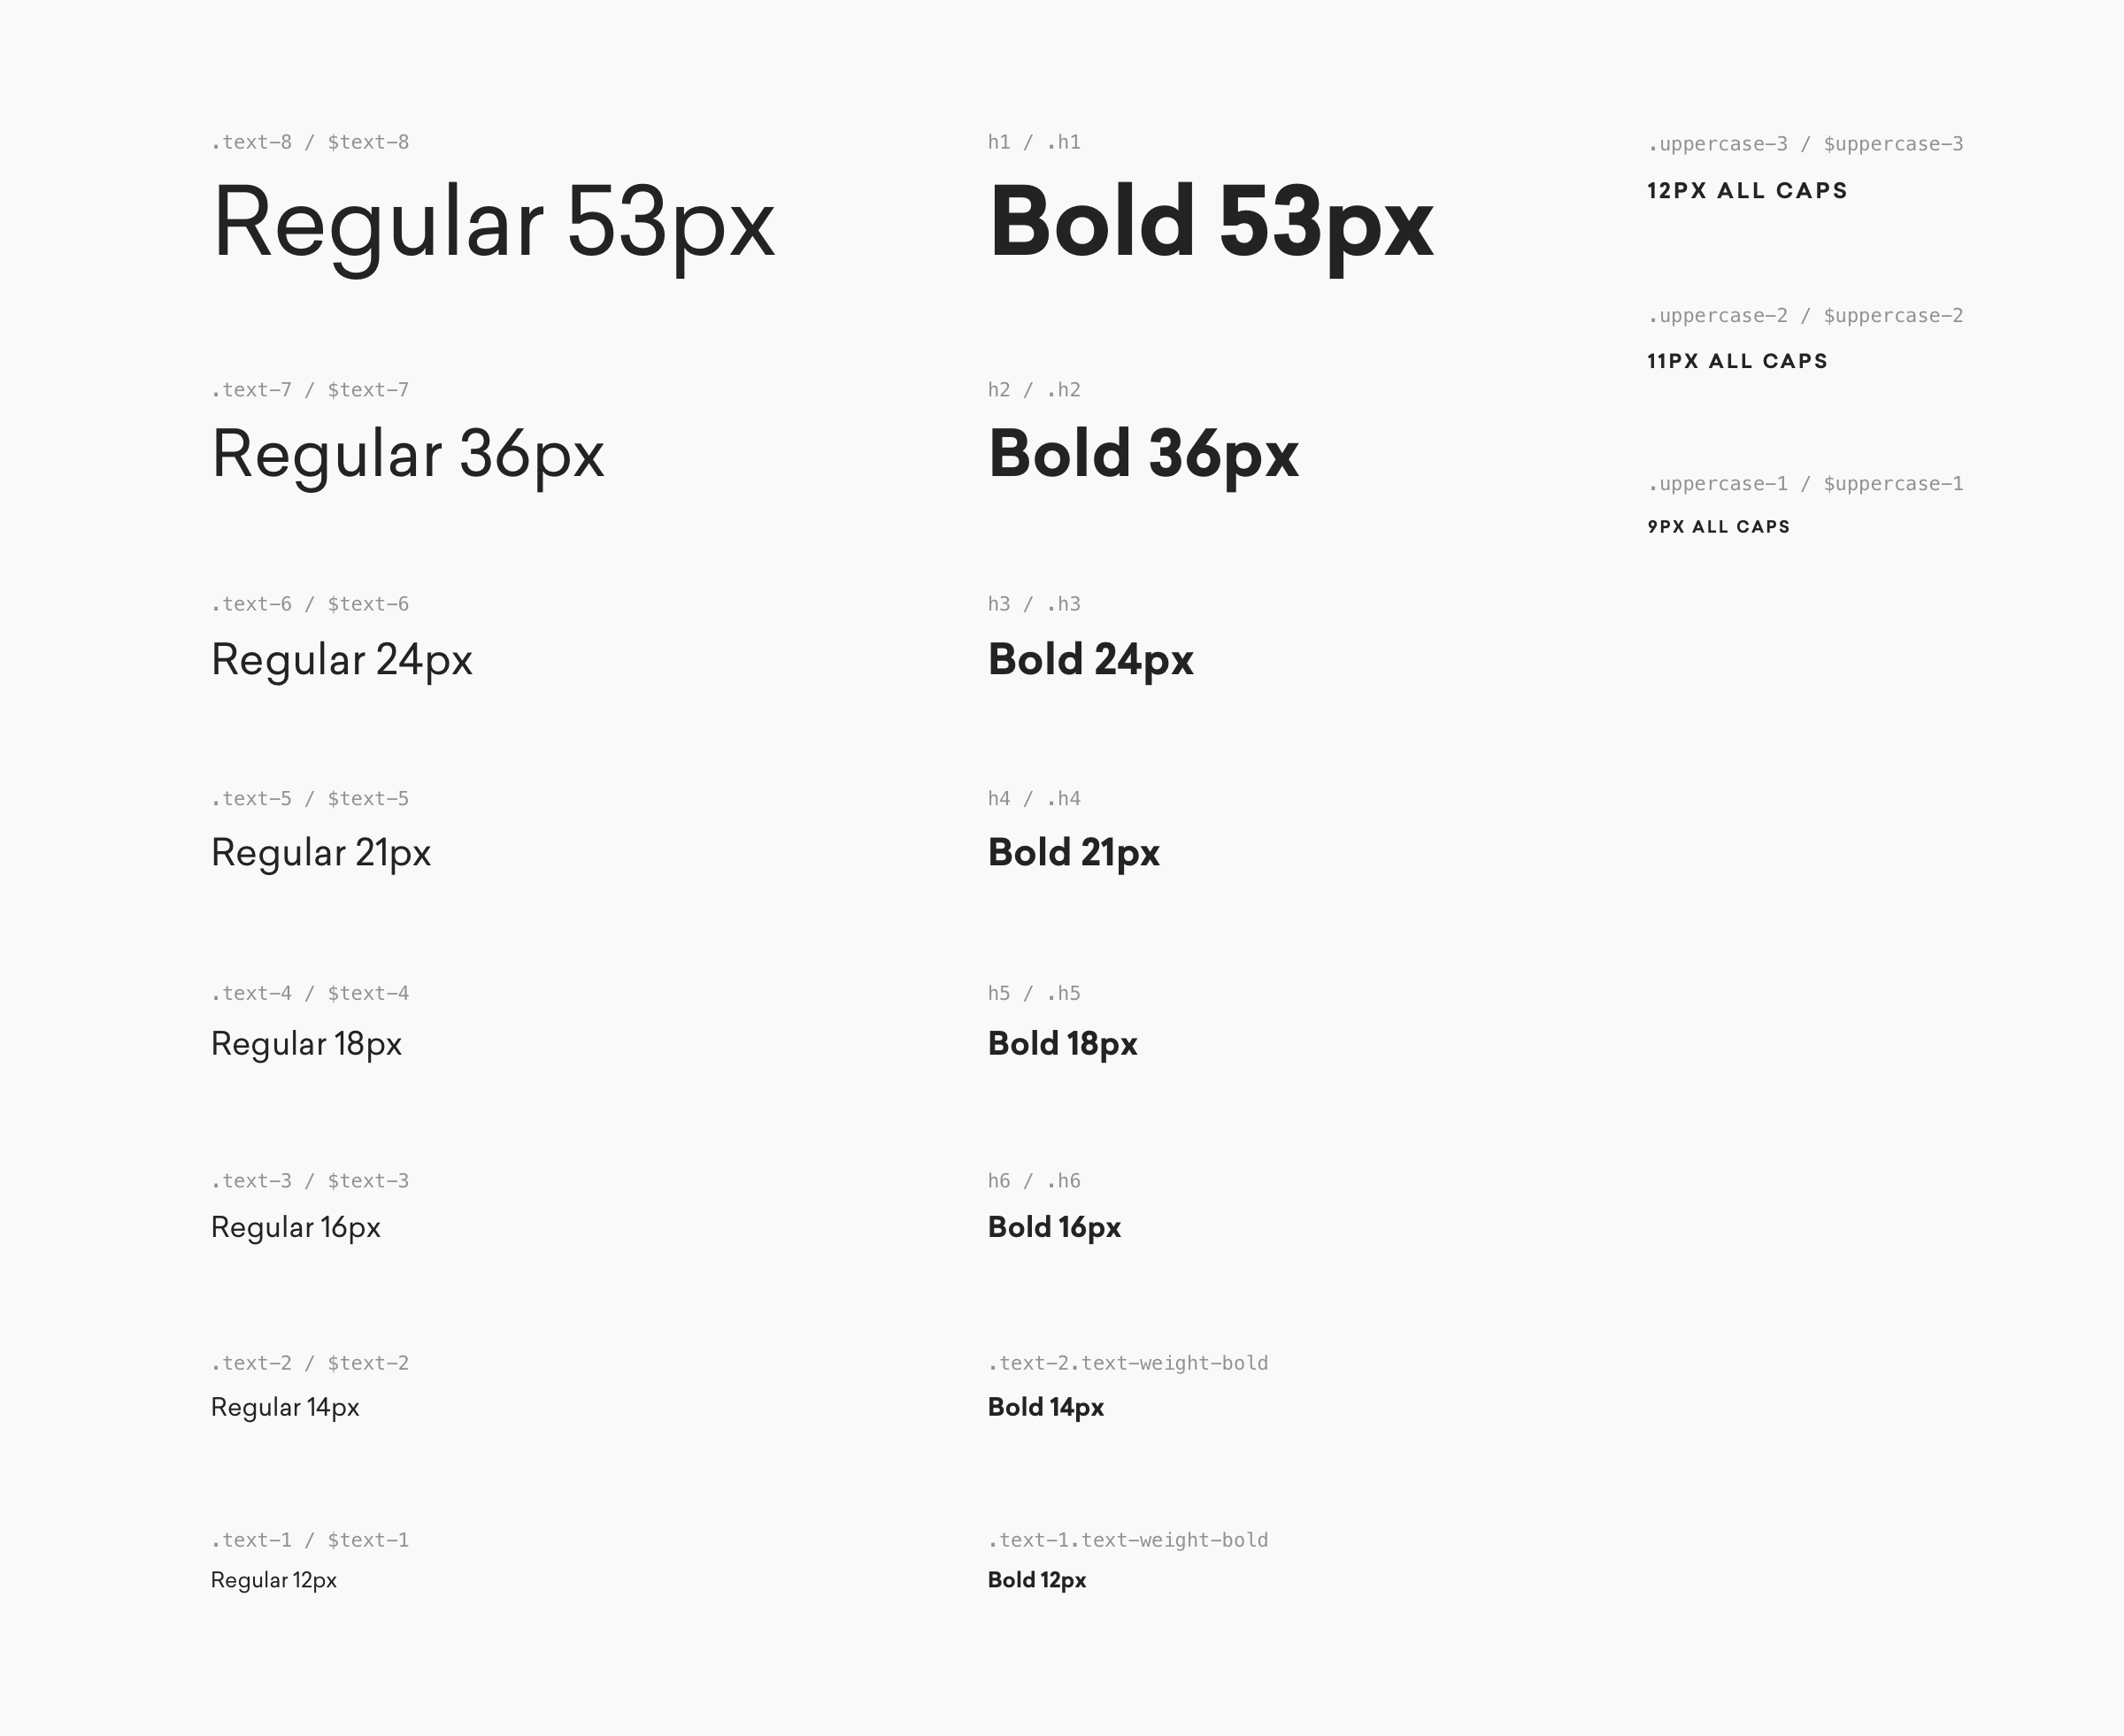 .text-8 / $text-8
Regular 53px
.text-7 / $text-7
Regular 36px
.text-6 / $text-6
Regular 24px
.text-5 / $text-5
Regular 21px
.text-4 / $text-4
Regular 18px
.text-3 / $text-3
Regular 16px
.text-2 / $text-2
Regular 14px
.text-1 / $text-1
Regular 12px
h1 / .h1
Bold 53px
h2 / .h2
Bold 36px
h3 / .h3
Bold 24px
h4 / .h4
Bold 21px
h5 / .h5
Bold 18px
h6 / .h6
Bold 16px
.text-2.text-weight-bold
Bold 14px
.text-1.text-weight-bold
Bold 12px
.uppercase-3 / $uppercase-3
12PX ALL CAPS
.uppercase-2 / $uppercase-2
11PX ALL CAPS
.uppercase-1 / $uppercase-1
9PX ALL CAPS